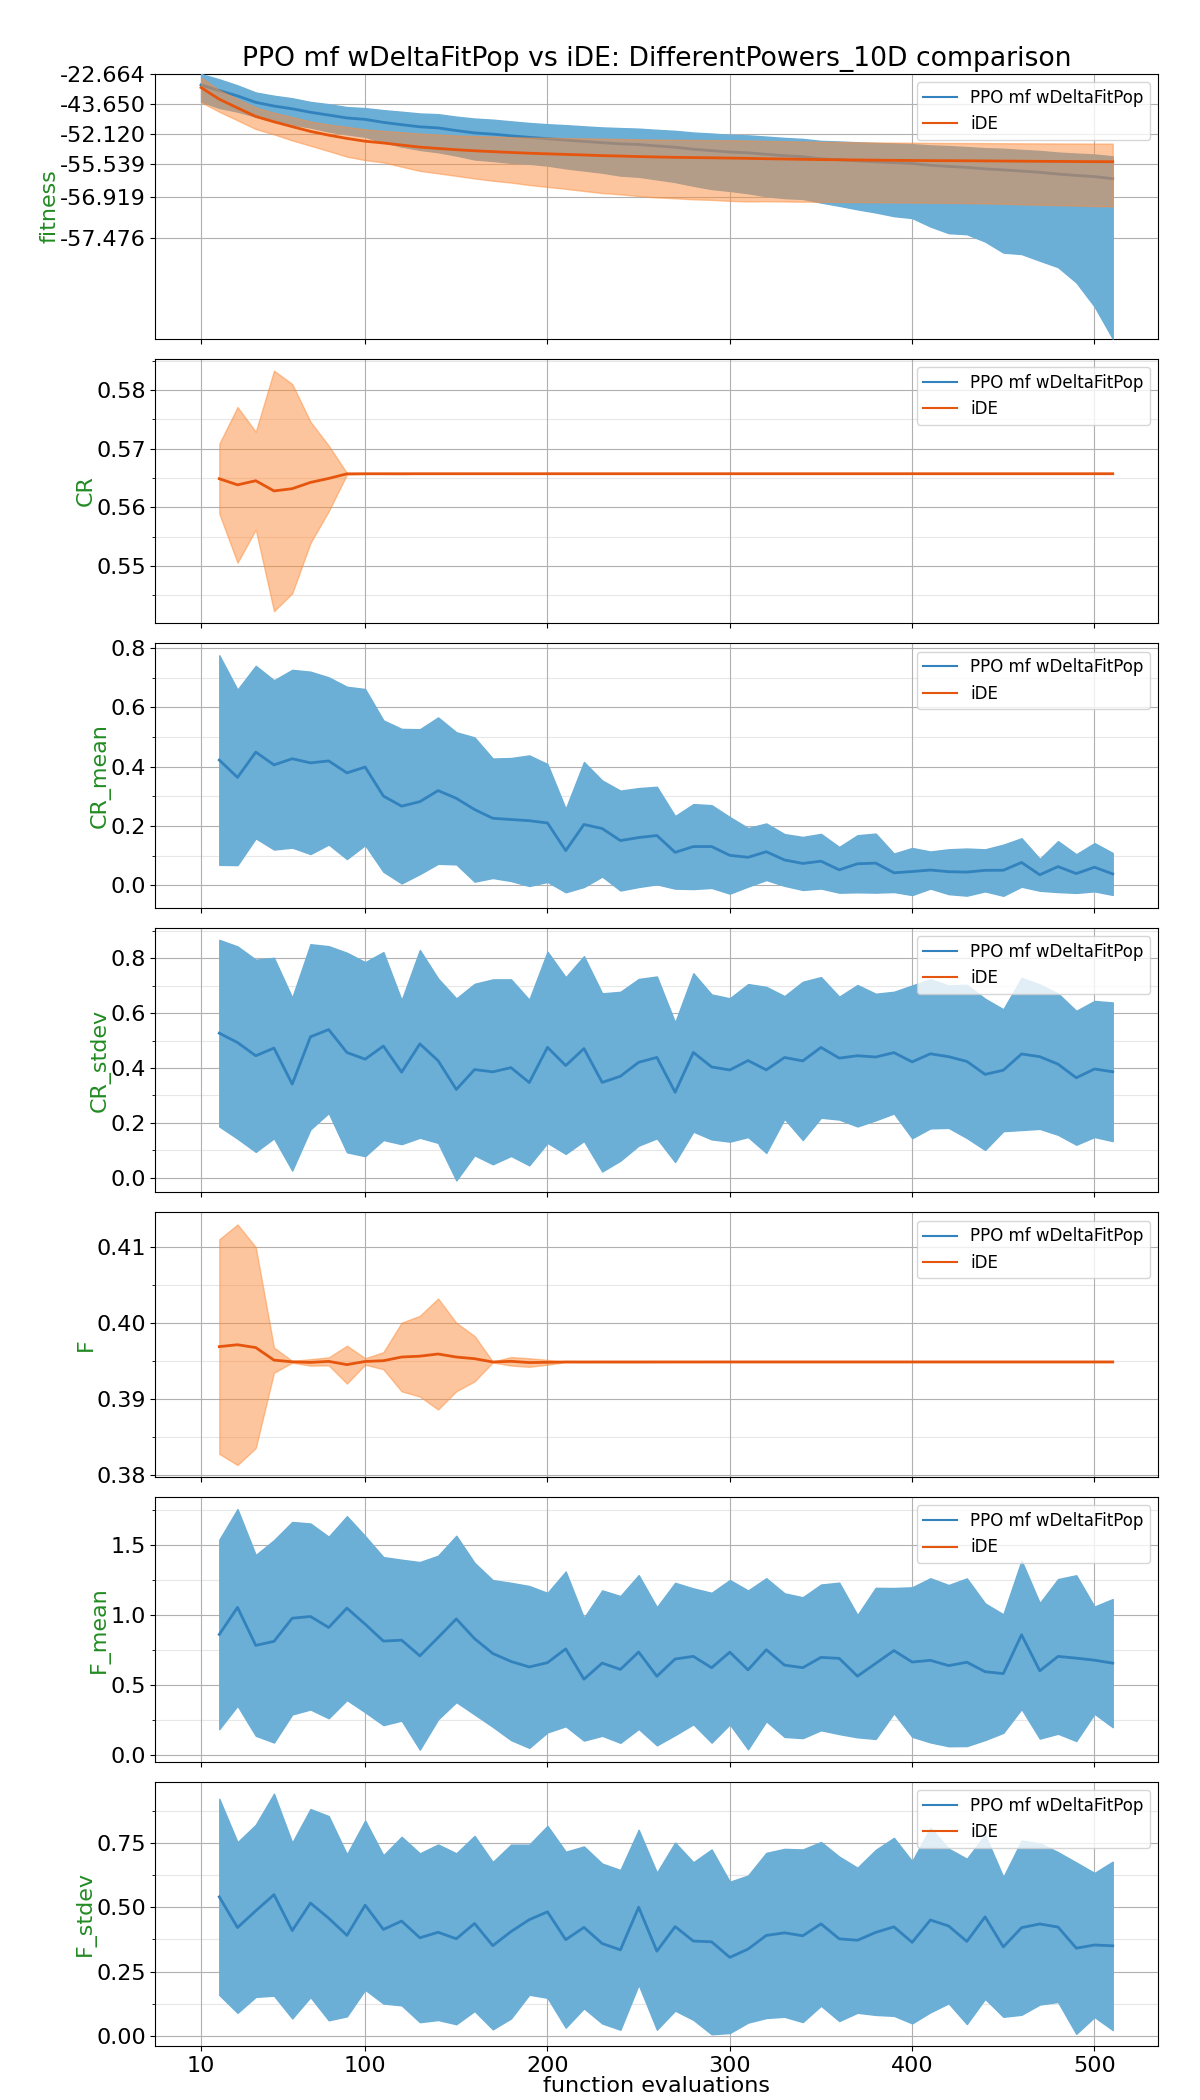 PPO mf wDeltaFitPop vs iDE: DifferentPowers_10D comparison
-22.664
-43.650
-52.120
-55.539
-56.919
-57.476
fitness
PPO mf wDeltaFitPop
iDE
0.58
0.57
0.56
0.55
CR
PPO mf wDeltaFitPop
iDE
0.8
0.6
0.4
0.2
0.0
CR_mean
PPO mf wDeltaFitPop
iDE
0.8
0.6
0.4
0.2
0.0
CR_stdev
PPO mf wDeltaFitPop
iDE
0.41
0.40
0.39
0.38
F
PPO mf wDeltaFitPop
iDE
1.5
1.0
0.5
0.0
F_mean
PPO mf wDeltaFitPop
iDE
0.75
0.50
0.25
0.00
F_stdev
PPO mf wDeltaFitPop
iDE
10 100 200 300 400 500
function evaluations